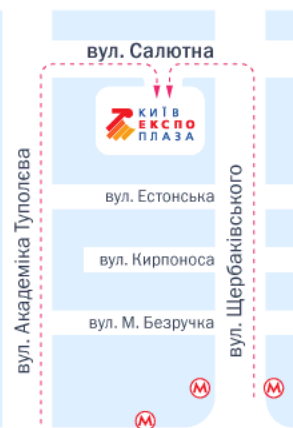 вул. Салютна
КИЇВ
ЕКСПО
ПЛАЗА
вул. Академіка Туполєва
вул. Естонська
вул. Щербаківського
вул. Кирпоноса
вул. М. Безручка
М
М
М